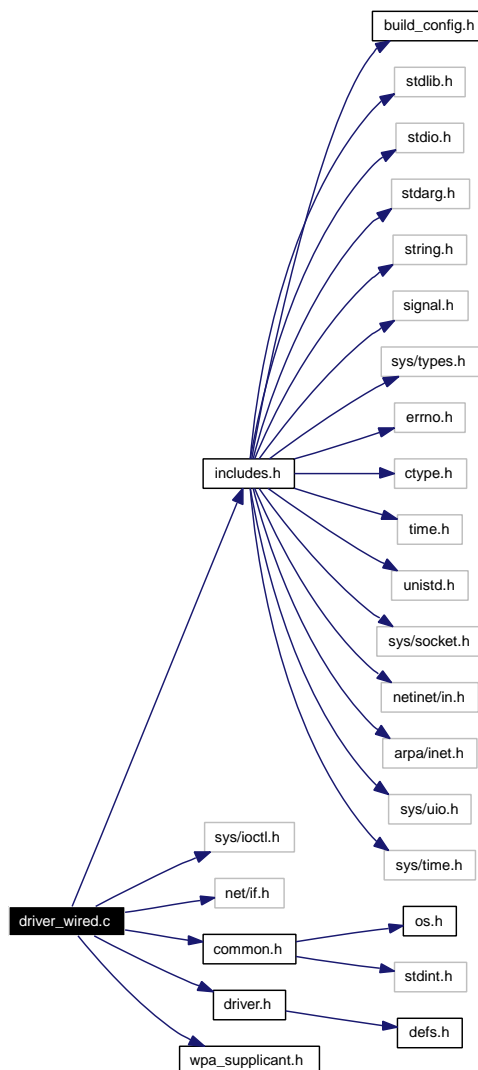 build_config.h
stdlib.h
stdio.h
stdarg.h
string.h
signal.h
sys/types.h
errno.h
includes.h
ctype.h
time.h
unistd.h
sys/socket.h
netinet/in.h
arpa/inet.h
sys/uio.h
sys/ioctl.h
sys/time.h
net/if.h
driver_wired.c
os.h
common.h
stdint.h
driver.h
defs.h
wpa_supplicant.h